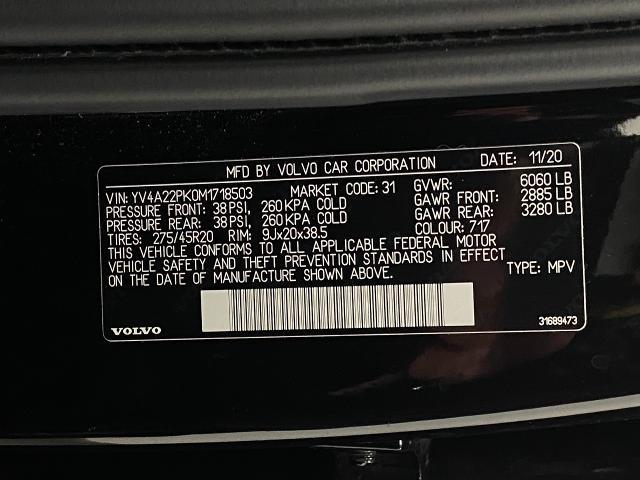 MFD BY VOLVO CAR CORPORATION DATE: 11/20
VIN: YV4A22PK0M1718503 MARKET CODE: 31 GVWR: 6060 LB
PRESSURE FRONT: 38 PSI, 260 KPA COLD GAWR FRONT: 2885 LB
PRESSURE REAR: 38 PSI, 260 KPA COLD GAWR REAR: 3280 LB
TIRES: 275/45R20 RIM: 9Jx20x38.5 COLOUR: 717
THIS VEHICLE CONFORMS TO ALL APPLICABLE FEDERAL MOTOR
VEHICLE SAFETY AND THEFT PREVENTION STANDARDS IN EFFECT
ON THE DATE OF MANUFACTURE SHOWN ABOVE. TYPE: MPV
VOLVO 31689473